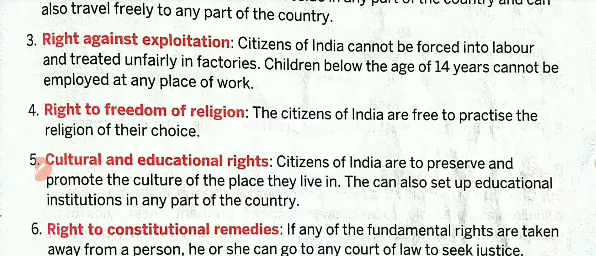 part of the country and can
also travel freely to any part of the country.
3. Right against exploitation: Citizens of India cannot be forced into labour
and treated unfairly in factories. Children below the age of 14 years cannot be
employed at any place of work.
4. Right to freedom of religion: The citizens of India are free to practise the
religion of their choice.
5. Cultural and educational rights: Citizens of India are to preserve and
promote the culture of the place they live in. The can also set up educational
institutions in any part of the country.
6. Right to constitutional remedies: If any of the fundamental rights are taken
away from a person, he or she can go to any court of law to seek justice.